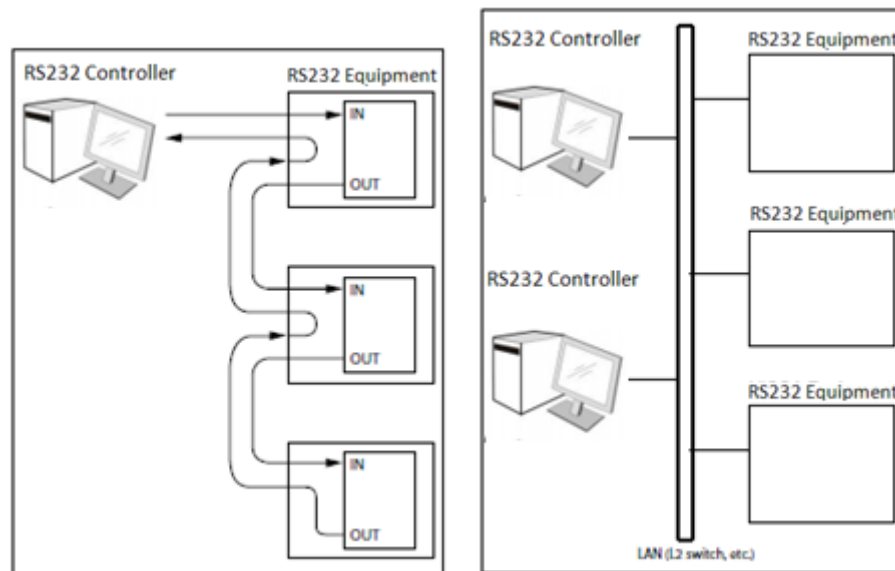 RS232 Controller
RS232 Equipment
IN
OUT
IN
OUT
IN
OUT
RS232 Controller
RS232 Equipment
RS232 Equipment
RS232 Controller
RS232 Equipment
LAN (L2 switch, etc.)